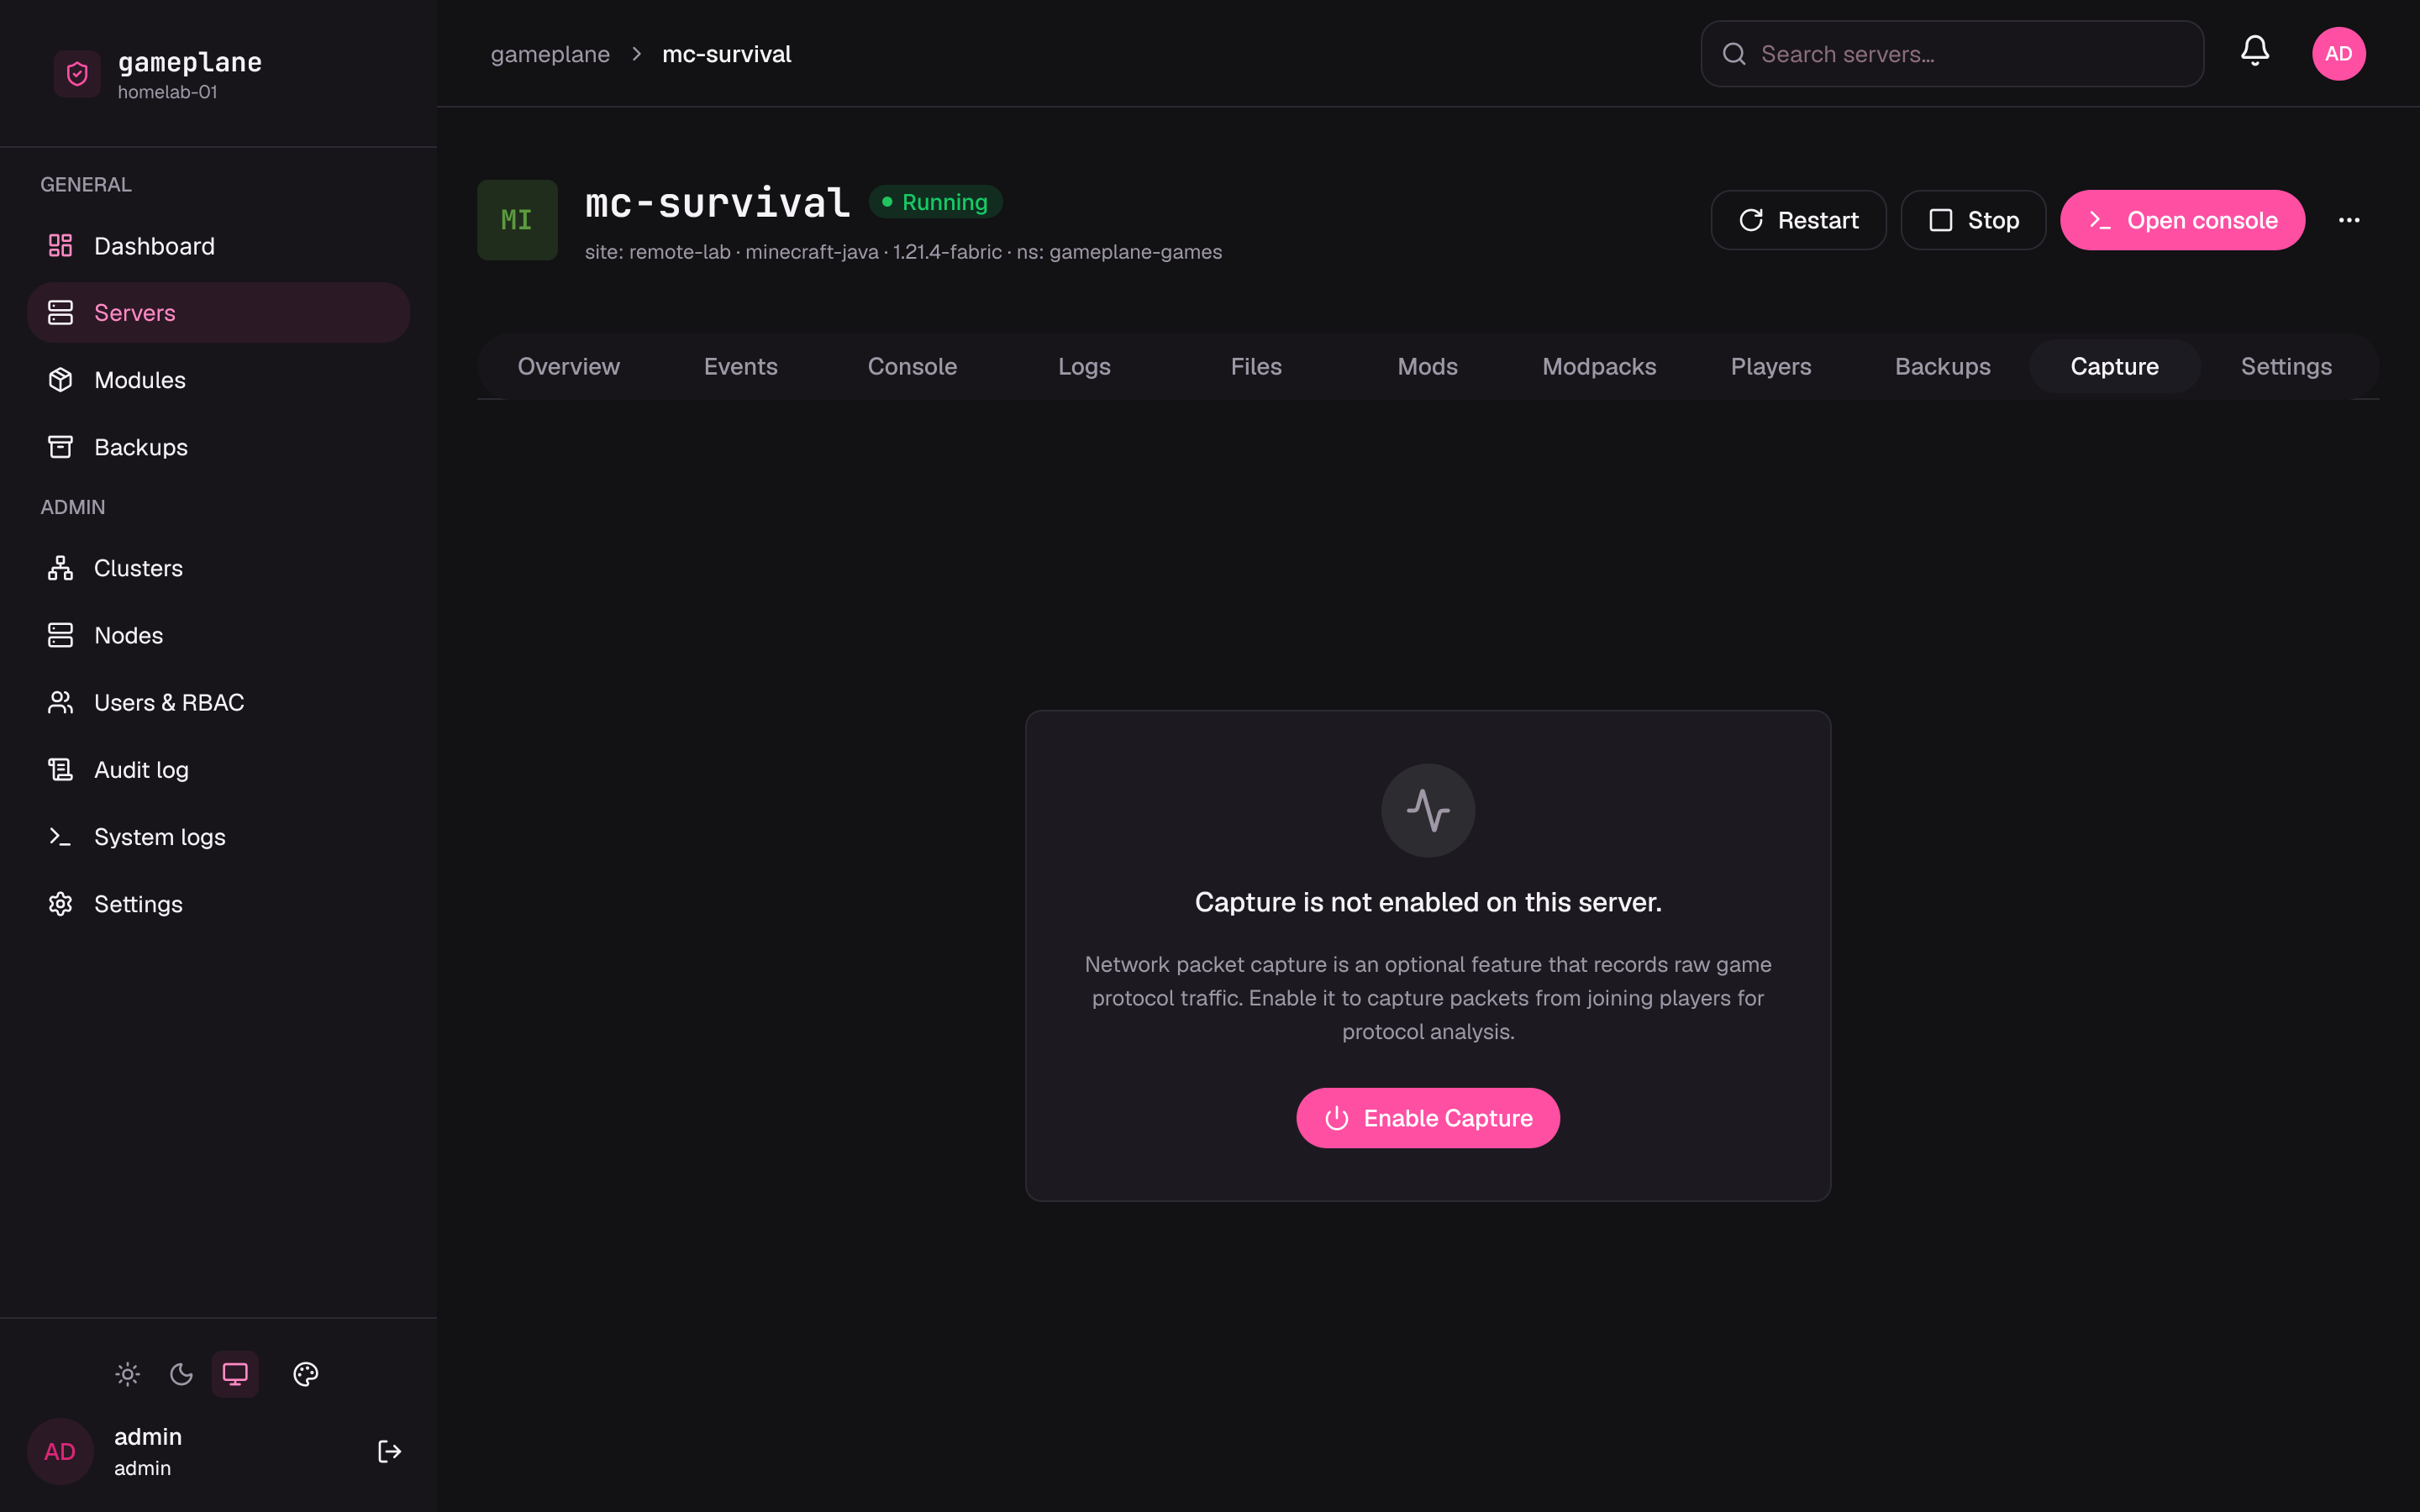 gameplane
homelab-01
GENERAL
Dashboard
Servers
Modules
Backups
ADMIN
Clusters
Nodes
Users & RBAC
Audit log
System logs
Settings
AD
admin
admin
gameplane
mc-survival
Search servers...
AD
MI
mc-survival
Running
site: remote-lab · minecraft-java · 1.21.4-fabric · ns: gameplane-games
Restart
Stop
Open console
Overview
Events
Console
Logs
Files
Mods
Modpacks
Players
Backups
Capture
Settings
Capture is not enabled on this server.
Network packet capture is an optional feature that records raw game
protocol traffic. Enable it to capture packets from joining players for
protocol analysis.
Enable Capture